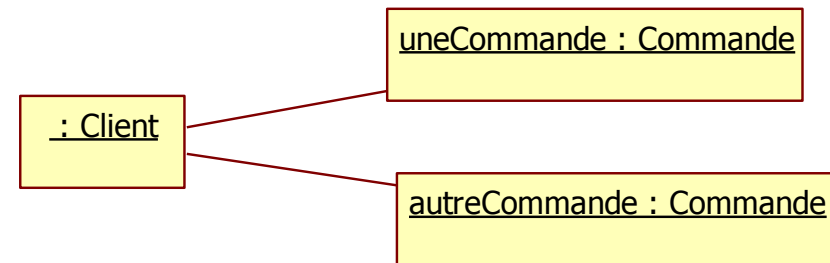 uneCommande : Commande
: Client
autreCommande : Commande